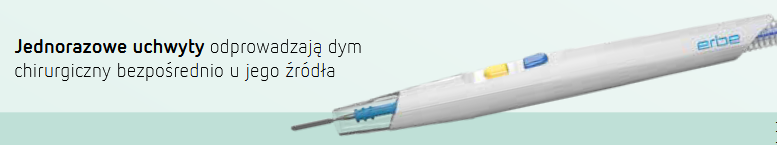 Jednorazowe uchwyty odprowadzają dym
chirurgiczny bezpośrednio u jego źródła
erbe